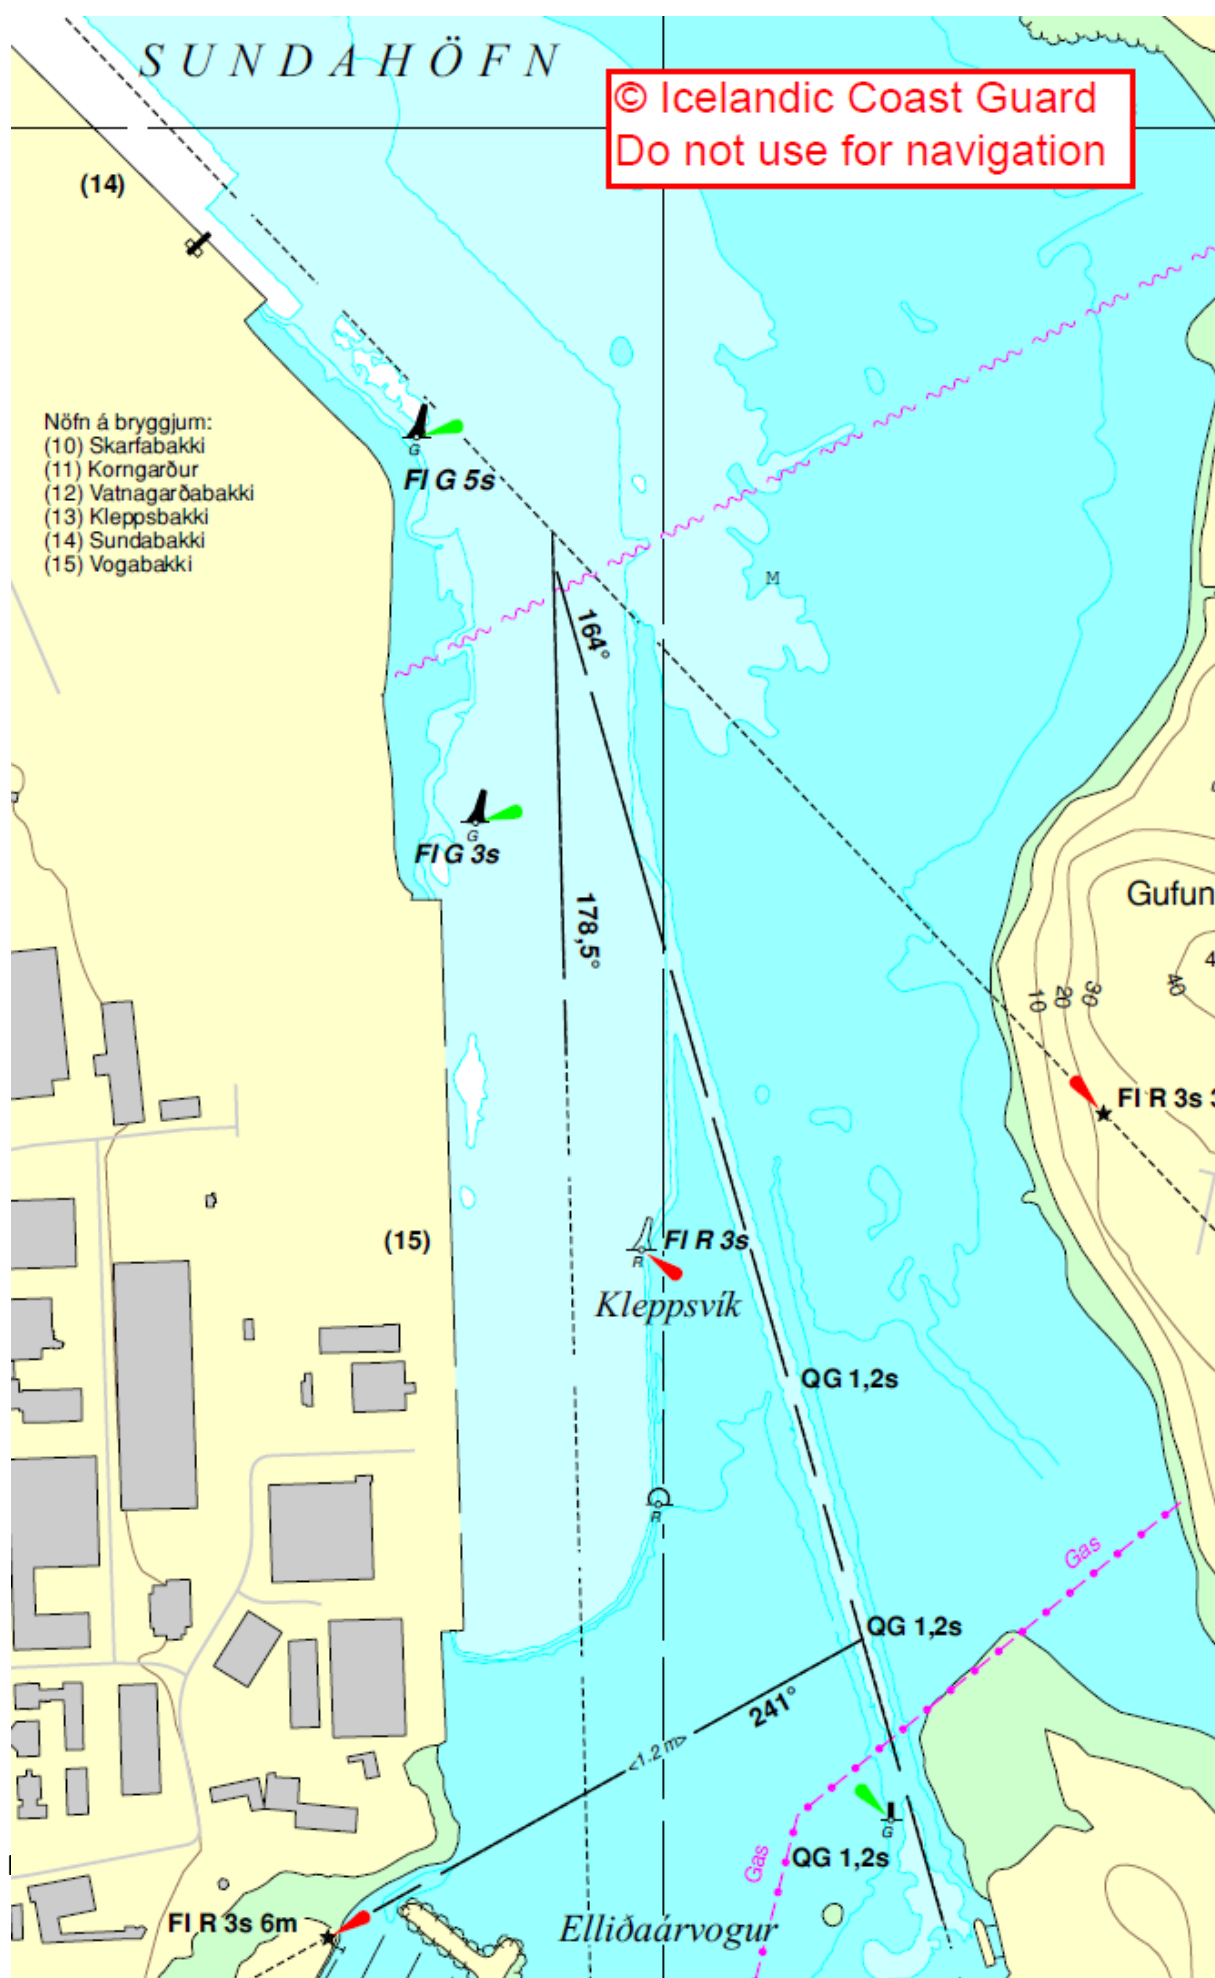 SUNDAHÖFN
© Icelandic Coast Guard
Do not use for navigation
(14)
Nöfn á bryggjum:
(10) Skarfabakki
(11) Korngarður
(12) Vatnagarðabakki
(13) Kleppsbakki
(14) Sundabakki
(15) Vogabakki
G
Fl G 5s
M
164°
G
Fl G 3s
178,5°
Gufun
4
10
20
30
40
Fl R 3s 3
(15)
R
Fl R 3s
Kleppsvík
QG 1,2s
R
Gas
QG 1,2s
241°
<1.2 m>
G
QG 1,2s
Gas
Fl R 3s 6m
Elliðaárvogur